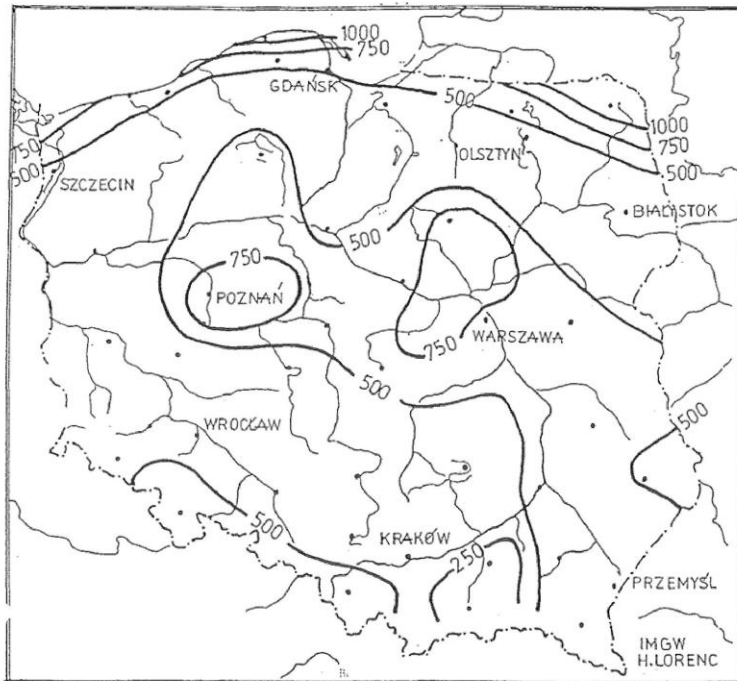 1000
750
GDAŃSK
500
1000
750
500
750
500
SZCZECIN
OLSZTYN
BIAŁYSTOK
500
750
POZNAŃ
750
WARSZAWA
500
500
WROCŁAW
500
KRAKÓW
250
PRZEMYŚL
IMGW
H.LORENC